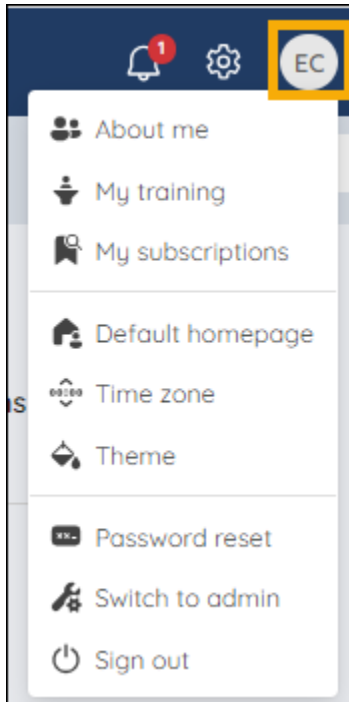 1
EC
About me
My training
My subscriptions
Default homepage
ns
Time zone
Theme
Password reset
Switch to admin
Sign out